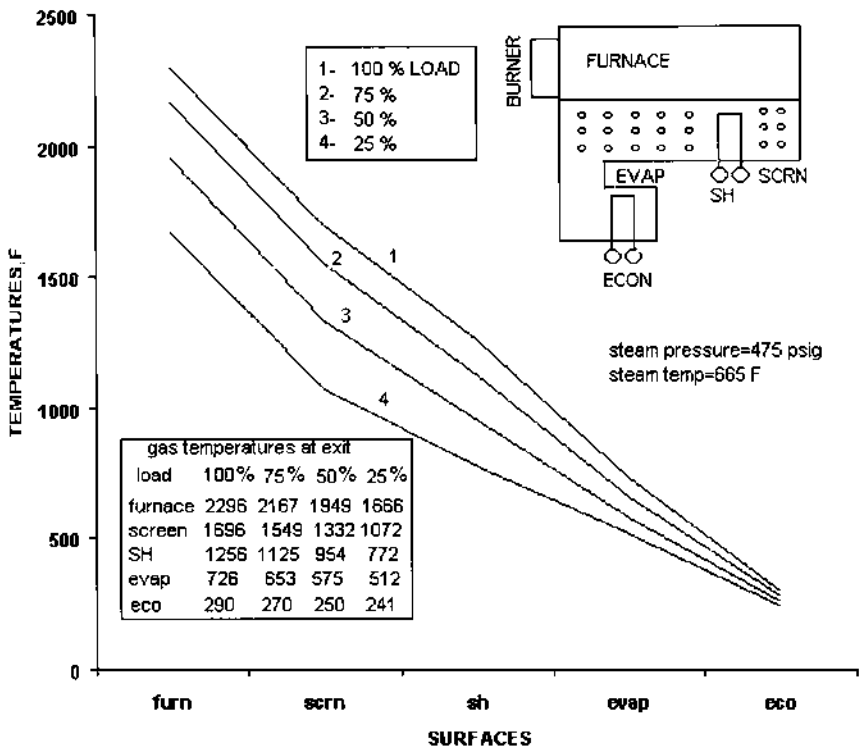 2500
2000
1500
1000
500
0
TEMPERATURES,F
1- 100 % LOAD
2- 75 %
3- 50 %
4- 25 %
BURNER
FURNACE
EVAP
SH
SCRN
ECON
1
2
3
4
steam pressure=475 psig
steam temp=665 F
gas temperatures at exit
load 100% 75% 50% 25%
furnace 2296 2167 1949 1666
screen 1696 1549 1332 1072
SH 1256 1125 954 772
evap 726 653 575 512
eco 290 270 250 241
furn scrn sh evap eco
SURFACES